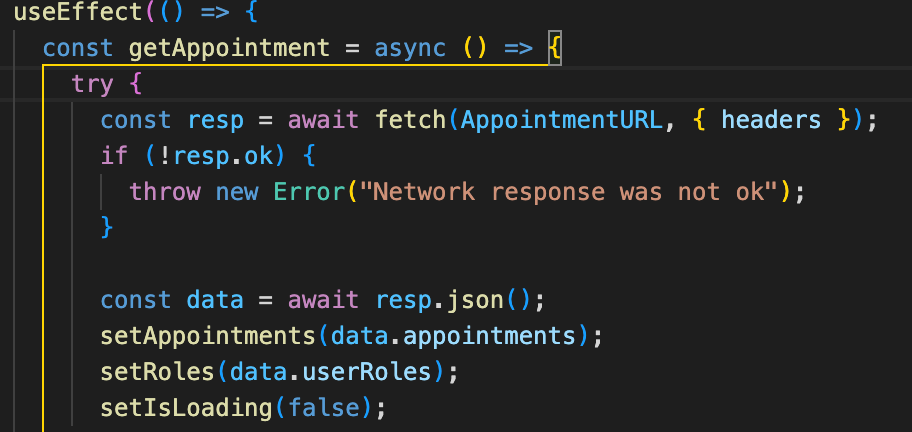 useEffect(() => {
const getAppointment = async () => {
try {
const resp = await fetch(AppointmentURL, { headers });
if (!resp.ok) {
throw new Error("Network response was not ok");
}
const data = await resp.json();
setAppointments(data.appointments);
setRoles(data.userRoles);
setIsLoading(false);